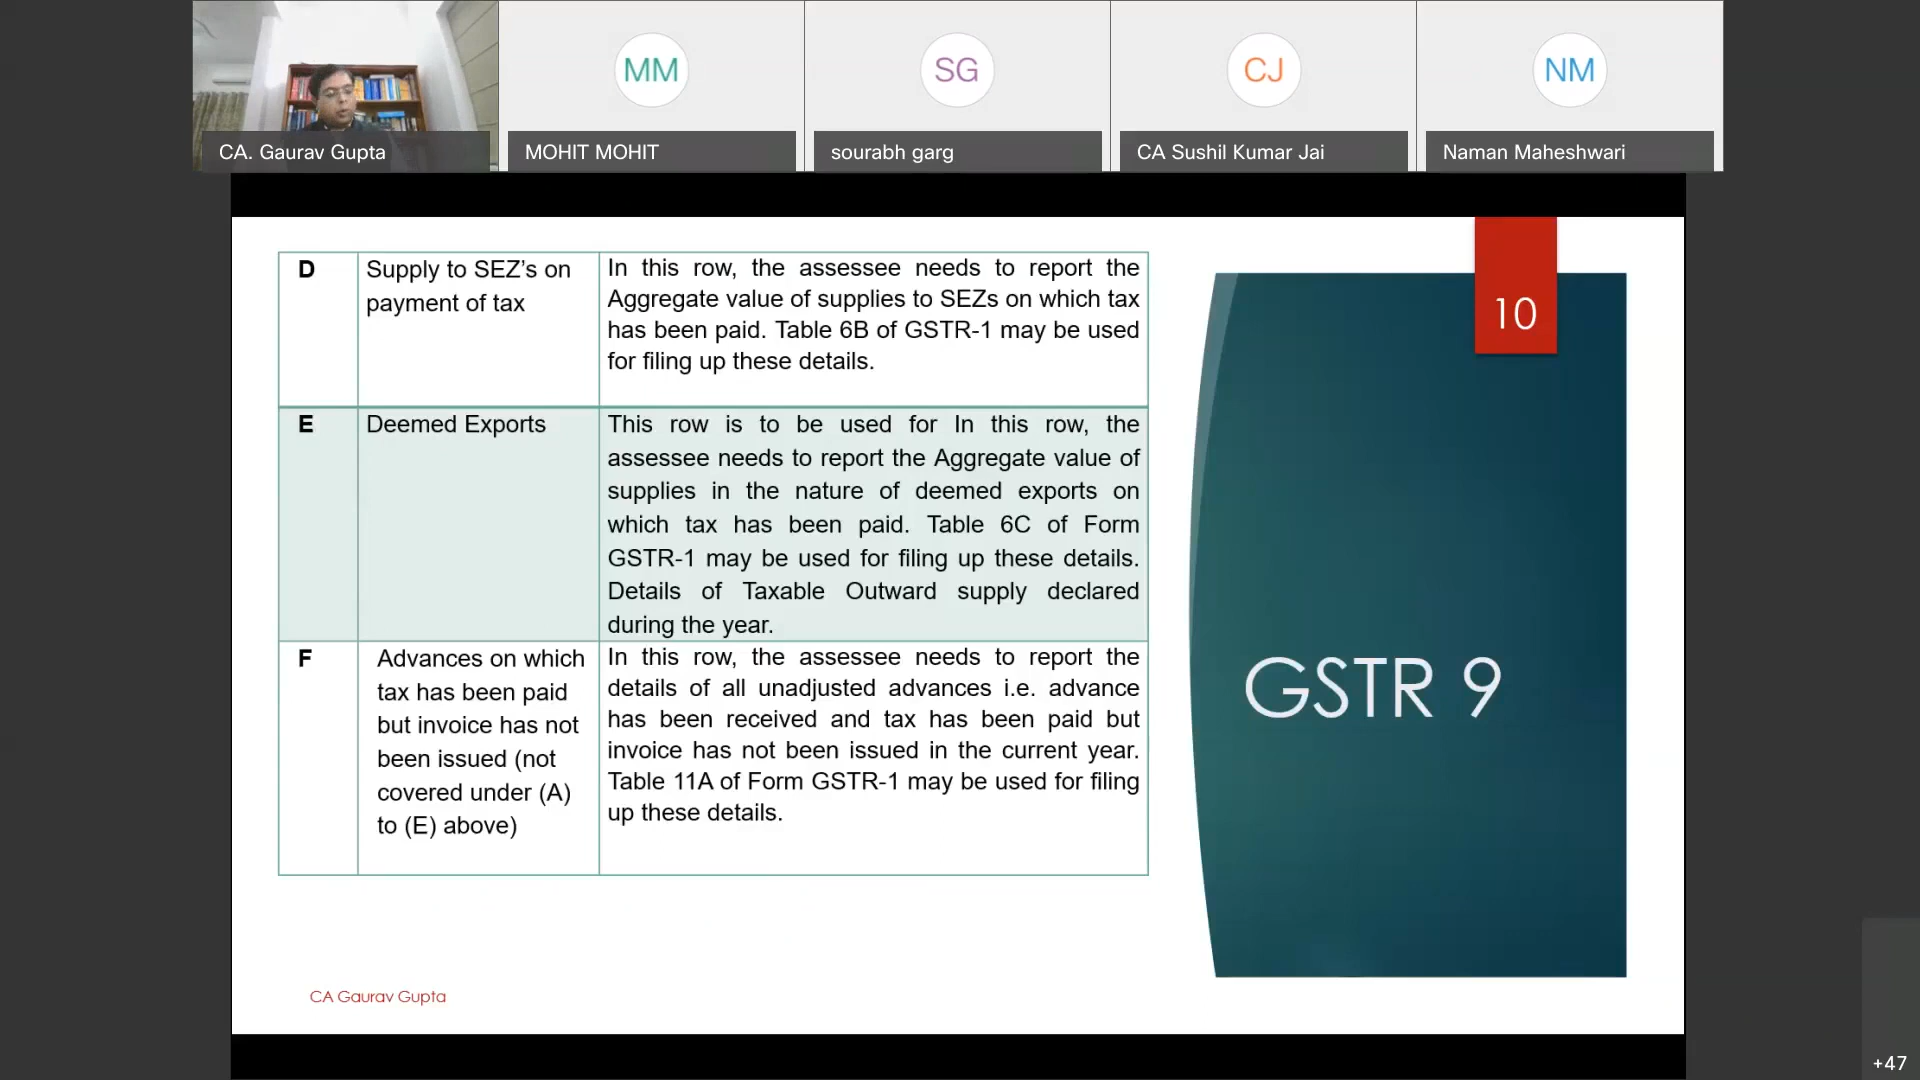 MM
SG
CJ
NM
CA. Gaurav Gupta
MOHIT MOHIT
sourabh garg
CA Sushil Kumar Jai
Naman Maheshwari
D
Supply to SEZ’s on
payment of tax
In this row, the assessee needs to report the
Aggregate value of supplies to SEZs on which tax
has been paid. Table 6B of GSTR-1 may be used
for filing up these details.
E
Deemed Exports
This row is to be used for In this row, the
assessee needs to report the Aggregate value of
supplies in the nature of deemed exports on
which tax has been paid. Table 6C of Form
GSTR-1 may be used for filing up these details.
Details of Taxable Outward supply declared
during the year.
F
Advances on which
tax has been paid
but invoice has not
been issued (not
covered under (A)
to (E) above)
In this row, the assessee needs to report the
details of all unadjusted advances i.e. advance
has been received and tax has been paid but
invoice has not been issued in the current year.
Table 11A of Form GSTR-1 may be used for filing
up these details.
10
GSTR 9
CA Gaurav Gupta
+47